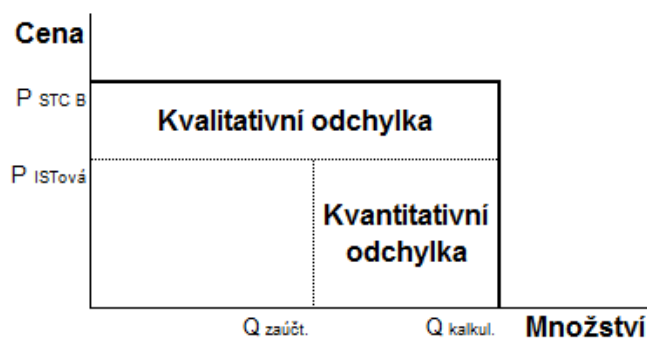 Cena
P STC B
Kvalitativní odchylka
P ISTová
Kvantitativní
odchylka
Q zaúčt.
Q kalkul.
Množství